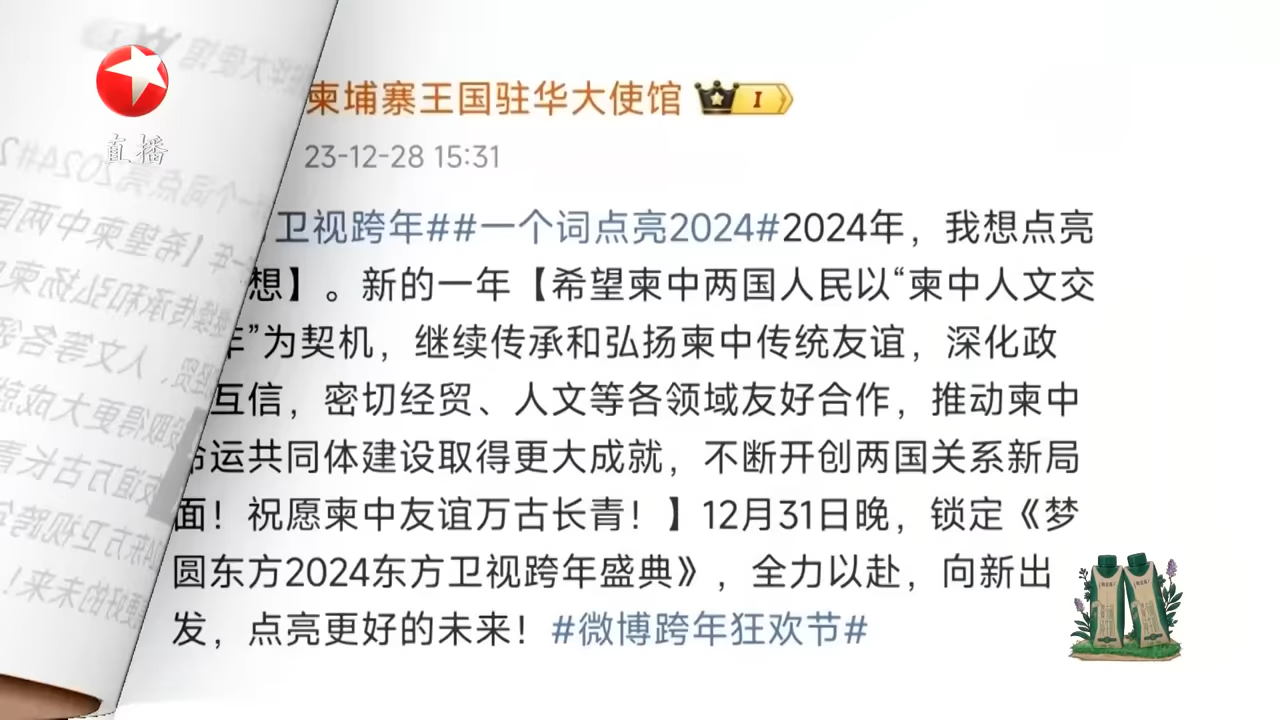 直播
柬埔寨王国驻华大使馆 I
23-12-28 15:31
卫视跨年##一个词点亮2024#2024年，我想点亮
想】。新的一年【希望柬中两国人民以“柬中人文交
年”为契机，继续传承和弘扬柬中传统友谊，深化政
互信，密切经贸、人文等各领域友好合作，推动柬中
命运共同体建设取得更大成就，不断开创两国关系新局
面！祝愿柬中友谊万古长青！】12月31日晚，锁定《梦
圆东方2024东方卫视跨年盛典》，全力以赴，向新出
发，点亮更好的未来！#微博跨年狂欢节#